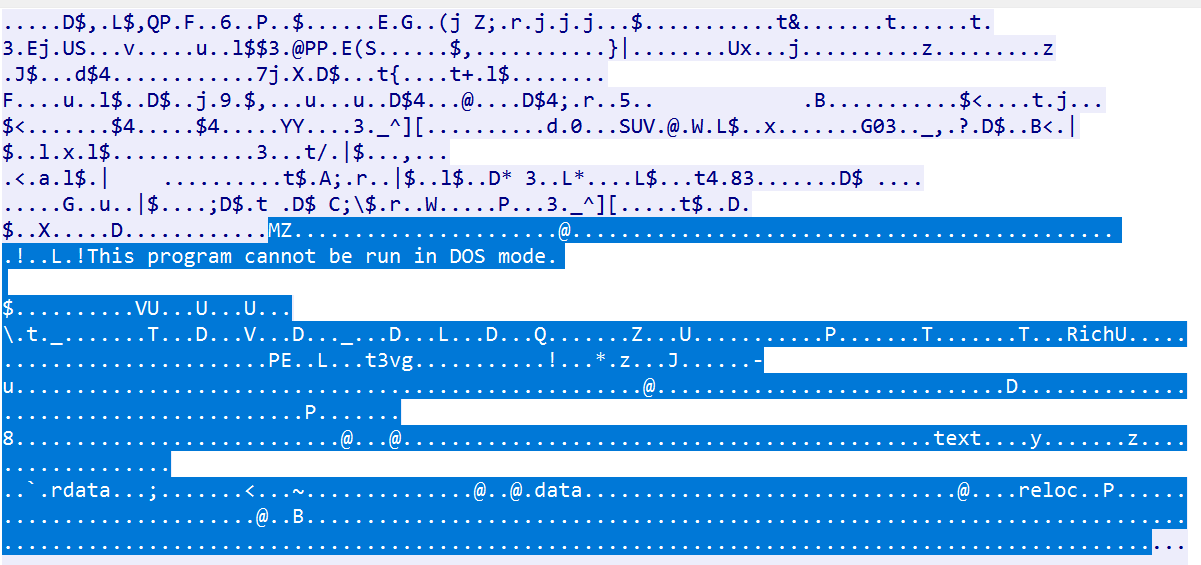 .....D$,.L$,QP.F..6..P..$......E.G..(j Z;.r.j.j.j...$...........t&.......t......t.
3.Ej.US...v.....u..l$$3.@PP.E(S......$,...........}|........Ux...j..........z.........z
.J$...d$4............7j.X.D$...t{....t+.l$........
F....u..l$..D$..j.9.$,...u...u..D$4...@....D$4;.r..5..             .B...........$<....t.j...
$<.......$4.....$4.....YY....3._^][..........d.0...SUV.@.W.L$..x.......G03.._,.?.D$..B<.|
$..l.x.l$............3...t/.|$...,...
.<.a.l$.|     ..........t$.A;.r..|$..l$..D* 3..L*....L$...t4.83.......D$ ....
.....G..u..|$....;D$.t .D$ C;\$.r..W.....P...3._^][.....t$..D.
$..X.....D............MZ......................@.............................................
.!..L.!This program cannot be run in DOS mode.
$..........VU...U...U...
\.t._.......T...D...V...D..._...D...L...D...Q.......Z...U...........P.......T.......T...RichU.....
......................PE..L...t3vg...........!...*.z...J......-
u....................................................@.............................D..............
.........................P.......
8...........................@...@............................................text....y.......z....
..............
..`.rdata...;.......<...~..............@..@.data...............................@....reloc..P......
.....................@..B.........................................................................
..................................................................................................